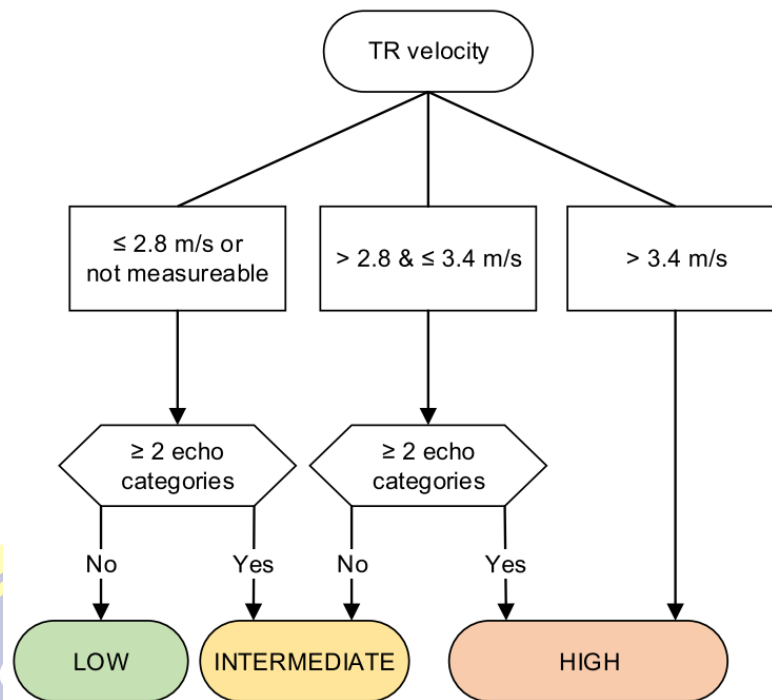 TR velocity
≤ 2.8 m/s or
not measureable
> 2.8 & ≤ 3.4 m/s
> 3.4 m/s
≥ 2 echo
categories
≥ 2 echo
categories
No
Yes
No
Yes
LOW
INTERMEDIATE
HIGH